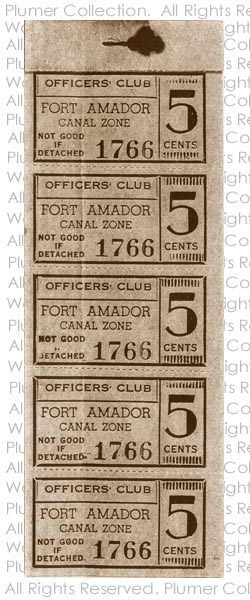 Plumer Collection. All Rights Reserved.
OFFICERS' CLUB
FORT AMADOR
CANAL ZONE
NOT GOOD
IF
DETACHED
1766
5
CENTS
OFFICERS' CLUB
FORT AMADOR
CANAL ZONE
NOT GOOD
IF
DETACHED
1766
5
CENTS
OFFICERS' CLUB
FORT AMADOR
CANAL ZONE
NOT GOOD
IF
DETACHED
1766
5
CENTS
OFFICERS' CLUB
FORT AMADOR
CANAL ZONE
NOT GOOD
IF
DETACHED
1766
5
CENTS
OFFICERS' CLUB
FORT AMADOR
CANAL ZONE
NOT GOOD
IF
DETACHED
1766
5
CENTS
All Rights Reserved. Plumer Collec